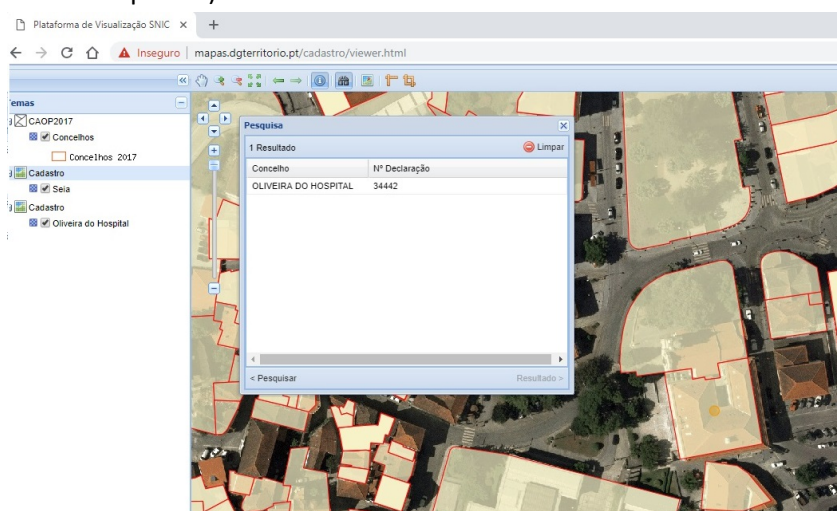 Plataforma de Visualização SNIC
Inseguro | mapas.dgterritorio.pt/cadastro/viewer.html
emas
CAOP2017
Concelhos
Concelhos 2017
Cadastro
Seia
Cadastro
Oliveira do Hospital
Pesquisa
1 Resultado
Limpar
Concelho Nº Declaração
OLIVEIRA DO HOSPITAL 34442
< Pesquisar
Resultado >